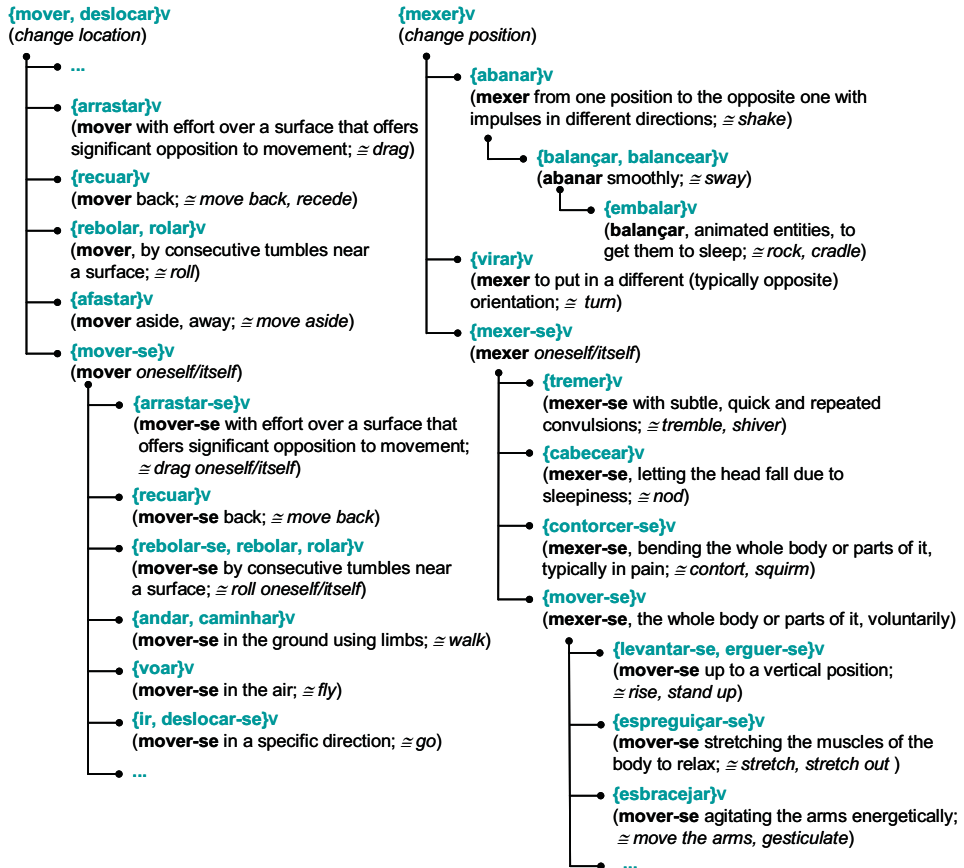 {mover, deslocar}v
(change location)
...
{arrastar}v
(mover with effort over a surface that offers
significant opposition to movement; ≅ drag)
{recuar}v
(mover back; ≅ move back, recede)
{rebolar, rolar}v
(mover, by consecutive tumbles near
a surface; ≅ roll)
{afastar}v
(mover aside, away; ≅ move aside)
{mover-se}v
(mover oneself/itself)
{arrastar-se}v
(mover-se with effort over a surface that
offers significant opposition to movement;
≅ drag oneself/itself)
{recuar}v
(mover-se back; ≅ move back)
{rebolar-se, rebolar, rolar}v
(mover-se by consecutive tumbles near
a surface; ≅ roll oneself/itself)
{andar, caminhar}v
(mover-se in the ground using limbs; ≅ walk)
{voar}v
(mover-se in the air; ≅ fly)
{ir, deslocar-se}v
(mover-se in a specific direction; ≅ go)
...
{mexer}v
(change position)
{abanar}v
(mexer from one position to the opposite one with
impulses in different directions; ≅ shake)
{balançar, balancear}v
(abanar smoothly; ≅ sway)
{embalar}v
(balançar, animated entities, to
get them to sleep; ≅ rock, cradle)
{virar}v
(mexer to put in a different (typically opposite)
orientation; ≅ turn)
{mexer-se}v
(mexer oneself/itself)
{tremer}v
(mexer-se with subtle, quick and repeated
convulsions; ≅ tremble, shiver)
{cabecear}v
(mexer-se, letting the head fall due to
sleepiness; ≅ nod)
{contorcer-se}v
(mexer-se, bending the whole body or parts of it,
typically in pain; ≅ contort, squirm)
{mover-se}v
(mexer-se, the whole body or parts of it, voluntarily)
{levantar-se, erguer-se}v
(mover-se up to a vertical position;
≅ rise, stand up)
{espreguiçar-se}v
(mover-se stretching the muscles of the
body to relax; ≅ stretch, stretch out )
{esbracejar}v
(mover-se agitating the arms energetically;
≅ move the arms, gesticulate)
...